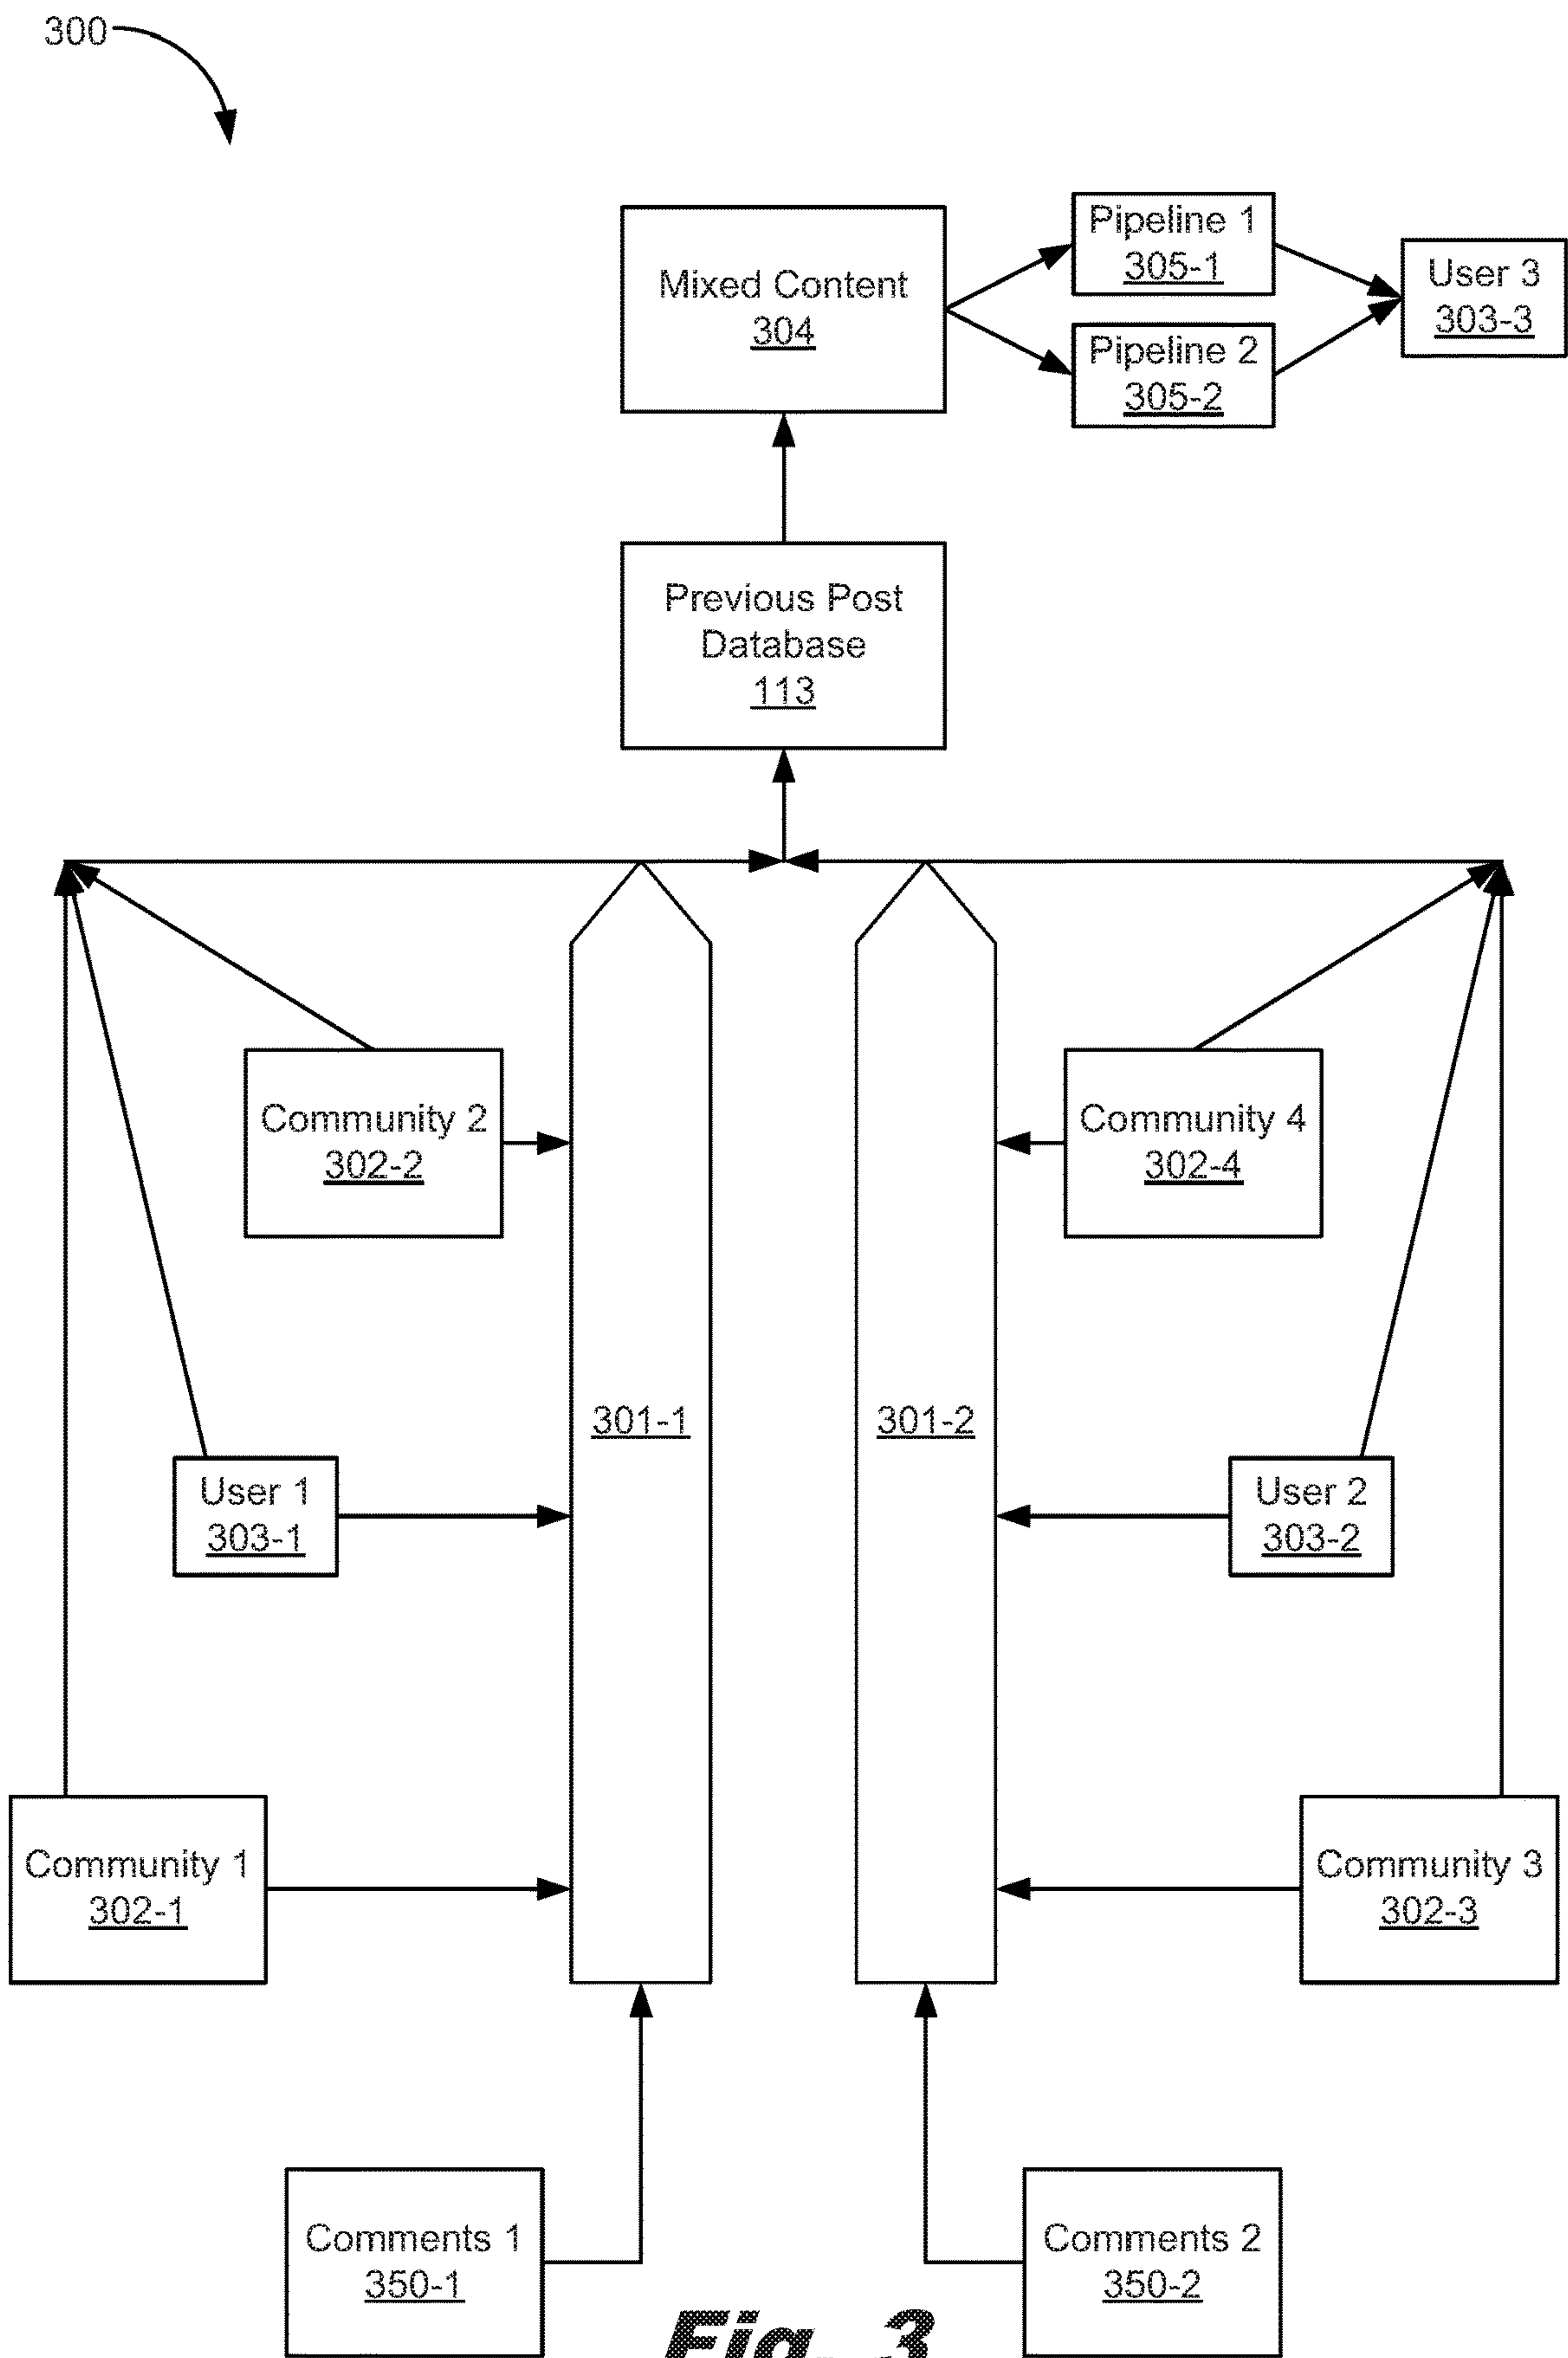 300
Pipeline 1
305-1
Mixed Content
304
User 3
303-3
Pipeline 2
305-2
Previous Post
Database
113
Community 2
302-2
Community 4
302-4
301-1
301-2
User 1
303-1
User 2
303-2
Community 1
302-1
Community 3
302-3
Comments 1
350-1
Comments 2
350-2
Fig. 3